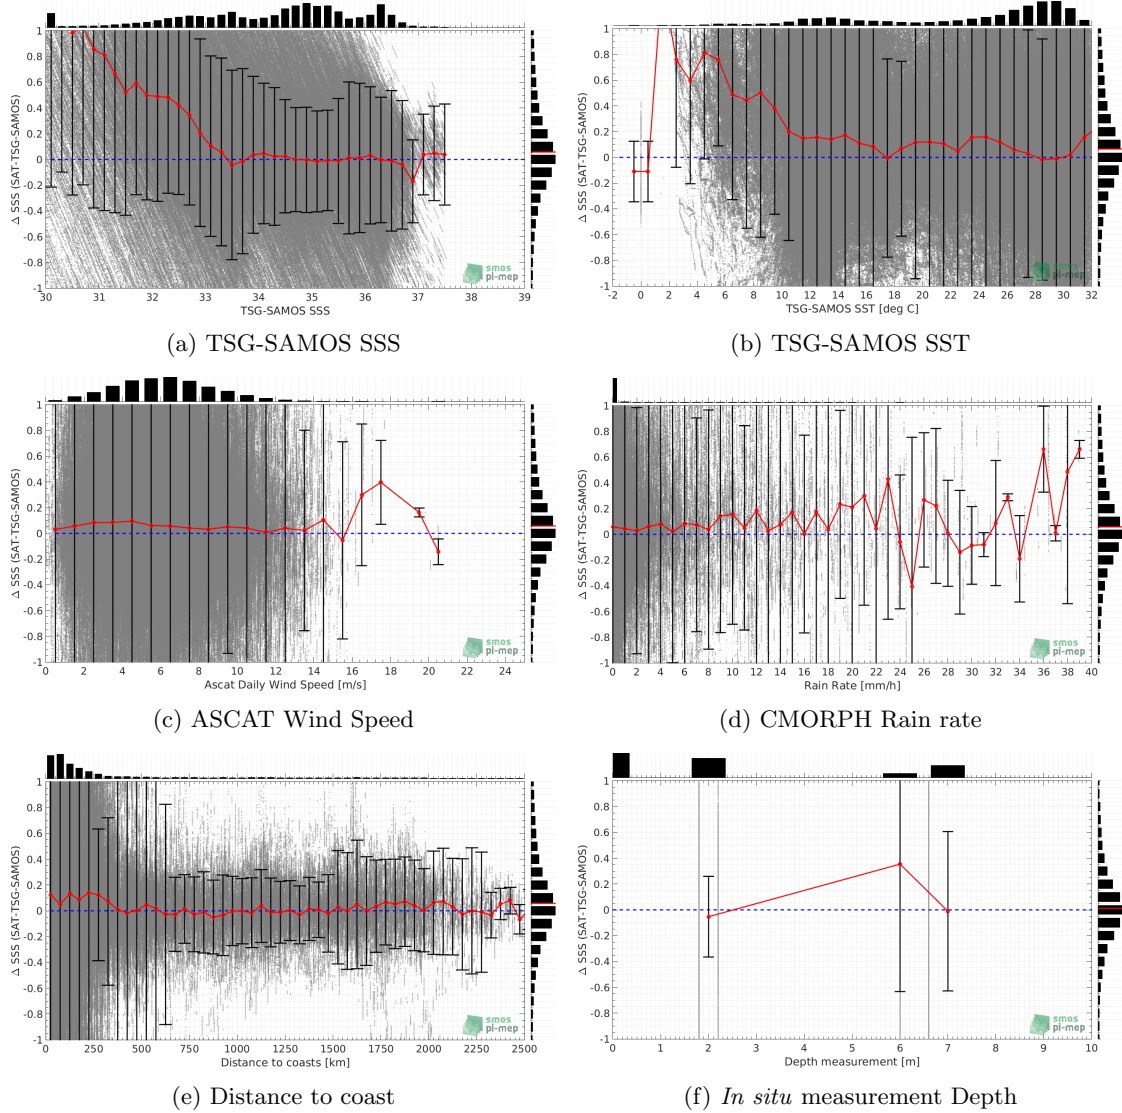 1
0.8
0.6
0.4
0.2
0
-0.2
-0.4
-0.6
-0.8
-1
Δ SSS (SAT-TSG-SAMOS)
smos
pi-mep
30 31 32 33 34 35 36 37 38 39
TSG-SAMOS SSS
(a) TSG-SAMOS SSS
1
0.8
0.6
0.4
0.2
0
-0.2
-0.4
-0.6
-0.8
-1
Δ SSS (SAT-TSG-SAMOS)
smos
pi-mep
-2 0 2 4 6 8 10 12 14 16 18 20 22 24 26 28 30 32
TSG-SAMOS SST [deg C]
(b) TSG-SAMOS SST
1
0.8
0.6
0.4
0.2
0
-0.2
-0.4
-0.6
-0.8
-1
Δ SSS (SAT-TSG-SAMOS)
smos
pi-mep
0 2 4 6 8 10 12 14 16 18 20 22 24
Ascat Daily Wind Speed [m/s]
(c) ASCAT Wind Speed
1
0.8
0.6
0.4
0.2
0
-0.2
-0.4
-0.6
-0.8
-1
Δ SSS (SAT-TSG-SAMOS)
smos
pi-mep
0 2 4 6 8 10 12 14 16 18 20 22 24 26 28 30 32 34 36 38 40
Rain Rate [mm/h]
(d) CMORPH Rain rate
1
0.8
0.6
0.4
0.2
0
-0.2
-0.4
-0.6
-0.8
-1
Δ SSS (SAT-TSG-SAMOS)
smos
pi-mep
0 250 500 750 1000 1250 1500 1750 2000 2250 2500
Distance to coasts [km]
(e) Distance to coast
1
0.8
0.6
0.4
0.2
0
-0.2
-0.4
-0.6
-0.8
-1
Δ SSS (SAT-TSG-SAMOS)
smos
pi-mep
0 1 2 3 4 5 6 7 8 9 10
Depth measurement [m]
(f) In situ measurement Depth